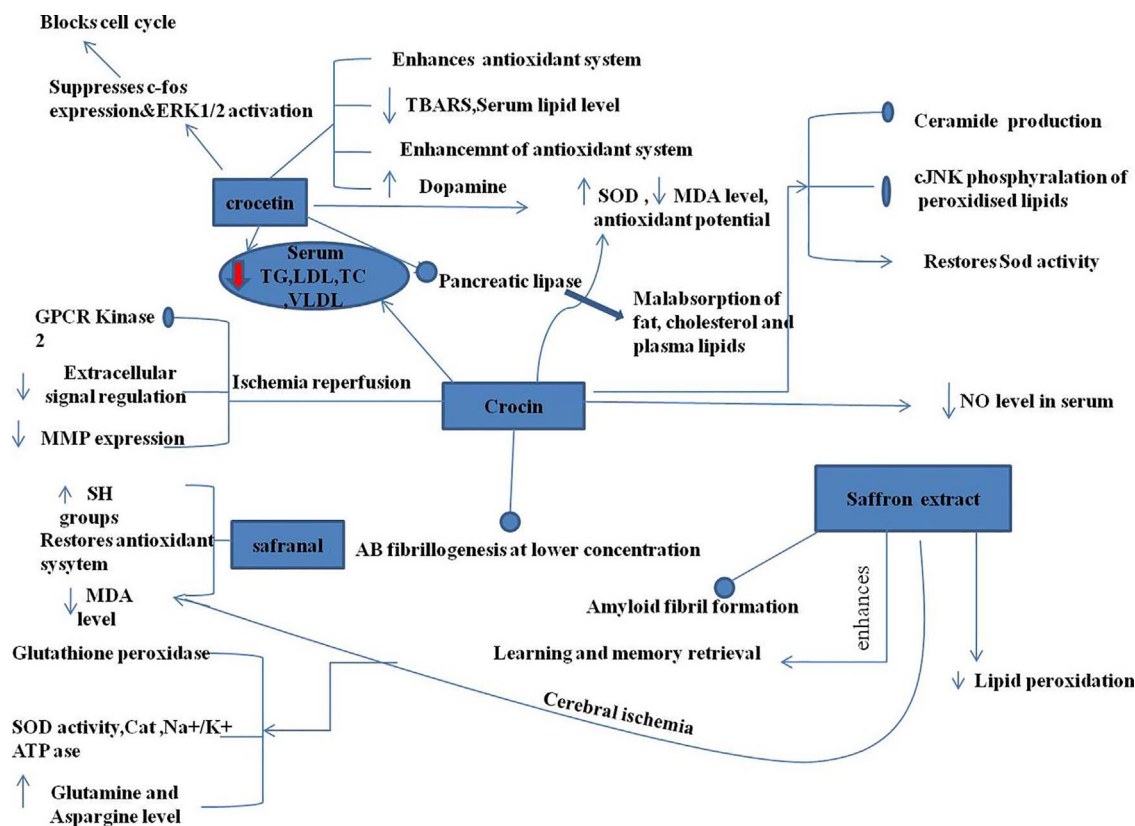 Blocks cell cycle
Suppresses c-fos
expression&ERK1/2 activation
Enhances antioxidant system
TBARS,Serum lipid level
Enhancemnt of antioxidant system
Dopamine
crocetin
SOD , MDA level,
antioxidant potential
Ceramide production
cJNK phosphyralation of
peroxidised lipids
Restores Sod activity
Serum
TG,LDL,TC
,VLDL
Pancreatic lipase
Malabsorption of
fat, cholesterol and
plasma lipids
GPCR Kinase
2
Extracellular
signal regulation
MMP expression
Ischemia reperfusion
Crocin
NO level in serum
SH
groups
Restores antioxidant
sysytem
MDA
level
safranal
AB fibrillogenesis at lower concentration
Saffron extract
Amyloid fibril formation
enhances
Learning and memory retrieval
Lipid peroxidation
Cerebral ischemia
Glutathione peroxidase
SOD activity,Cat ,Na+/K+
ATP ase
Glutamine and
Aspargine level